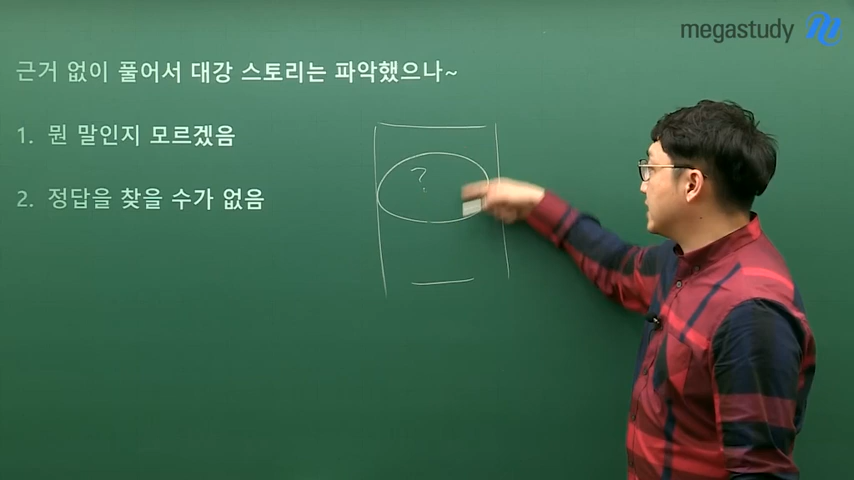 megastudy
근거 없이 풀어서 대강 스토리는 파악했으나~
1. 뭔 말인지 모르겠음
?
2. 정답을 찾을 수가 없음